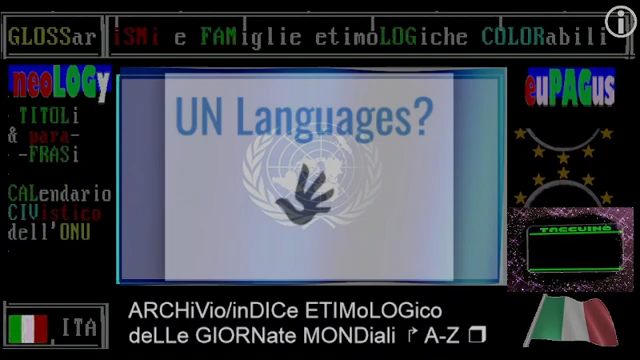 GLOSSar iSMi e FAMiglie etimoLOGiche COLORabili
i
neoLOGy
TITOLi
& para-
-FRASi
CALendario
CIVistico
dell'ONU
UN Languages?
euPAGus
TACCUINO
ITA
ARCHiVio/inDICe ETIMoLOGico
deLLe GIORNate MONDiali ↱ A-Z ❐